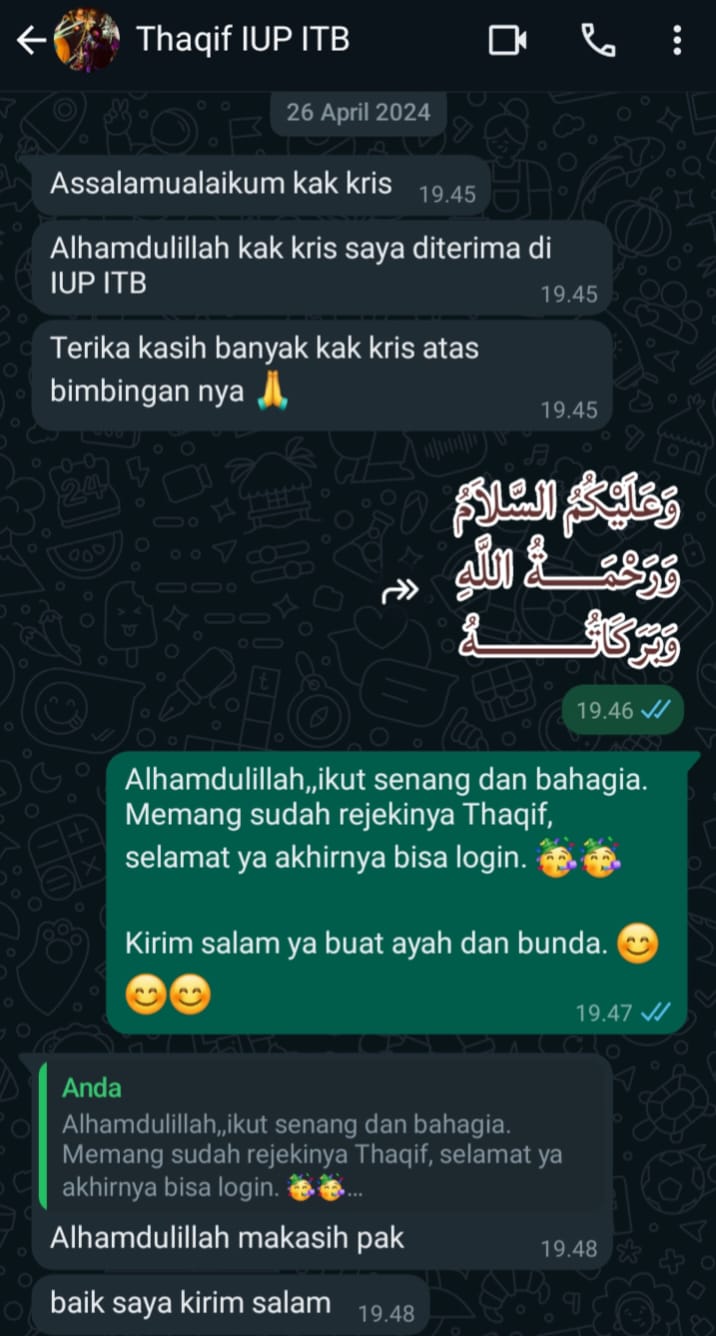 Thaqif IUP ITB
26 April 2024
Assalamualaikum kak kris 19.45
Alhamdulillah kak kris saya diterima di
IUP ITB
19.45
Terika kasih banyak kak kris atas
bimbingan nya 🙏
19.45
وَعَلَيْكُمُ السَّلاَمُ
وَرَحْمَـــةُ اللَّهِ
وَبَرَكَاتُـــــهُ
19.46
Alhamdulillah,,ikut senang dan bahagia.
Memang sudah rejekinya Thaqif,
selamat ya akhirnya bisa login. 🥳🥳
Kirim salam ya buat ayah dan bunda. 😊
😊😊
19.47
Anda
Alhamdulillah,,ikut senang dan bahagia.
Memang sudah rejekinya Thaqif, selamat ya
akhirnya bisa login. 🥳🥳...
Alhamdulillah makasih pak
19.48
baik saya kirim salam 19.48